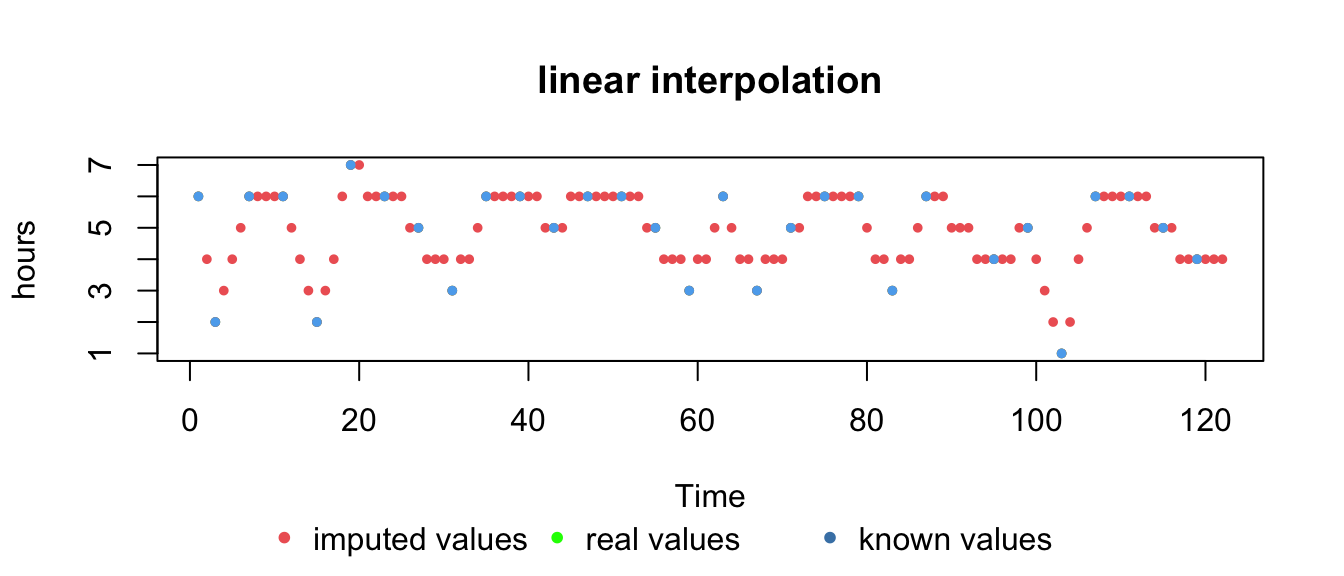 linear interpolation
hours
7
5
3
1
0 20 40 60 80 100 120
Time
imputed values real values known values